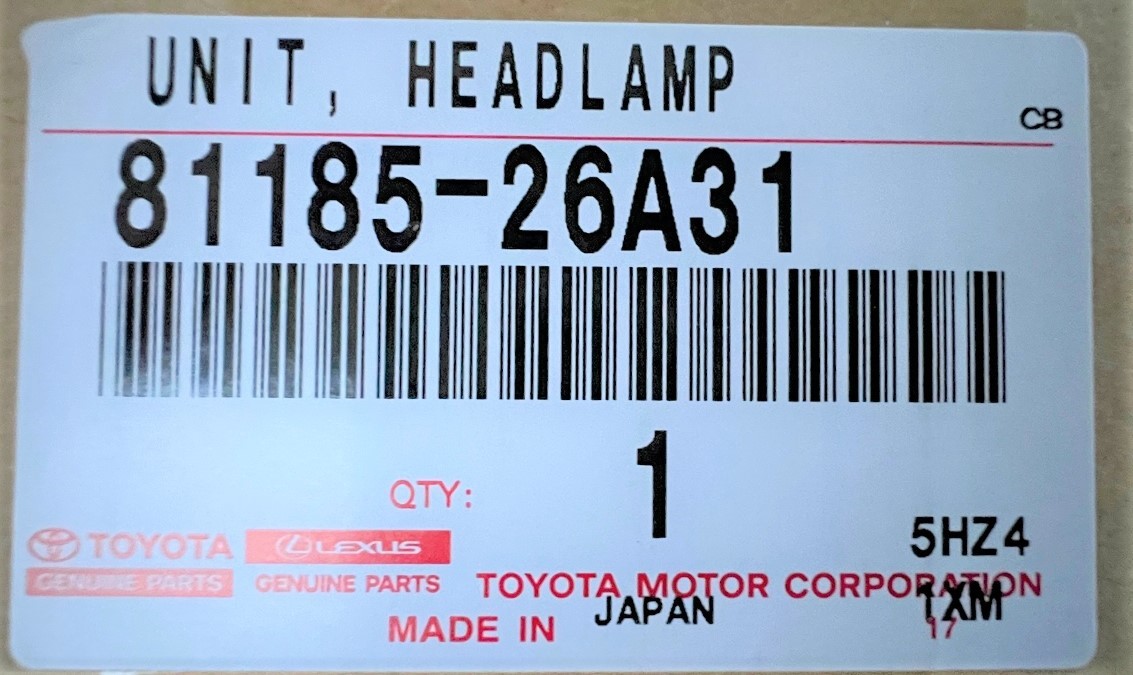 UNIT, HEADLAMP
CB
81185-26A31
QTY: 1
5HZ4
TOYOTA LEXUS
GENUINE PARTS GENUINE PARTS TOYOTA MOTOR CORPORATION
1XM
MADE IN JAPAN
17